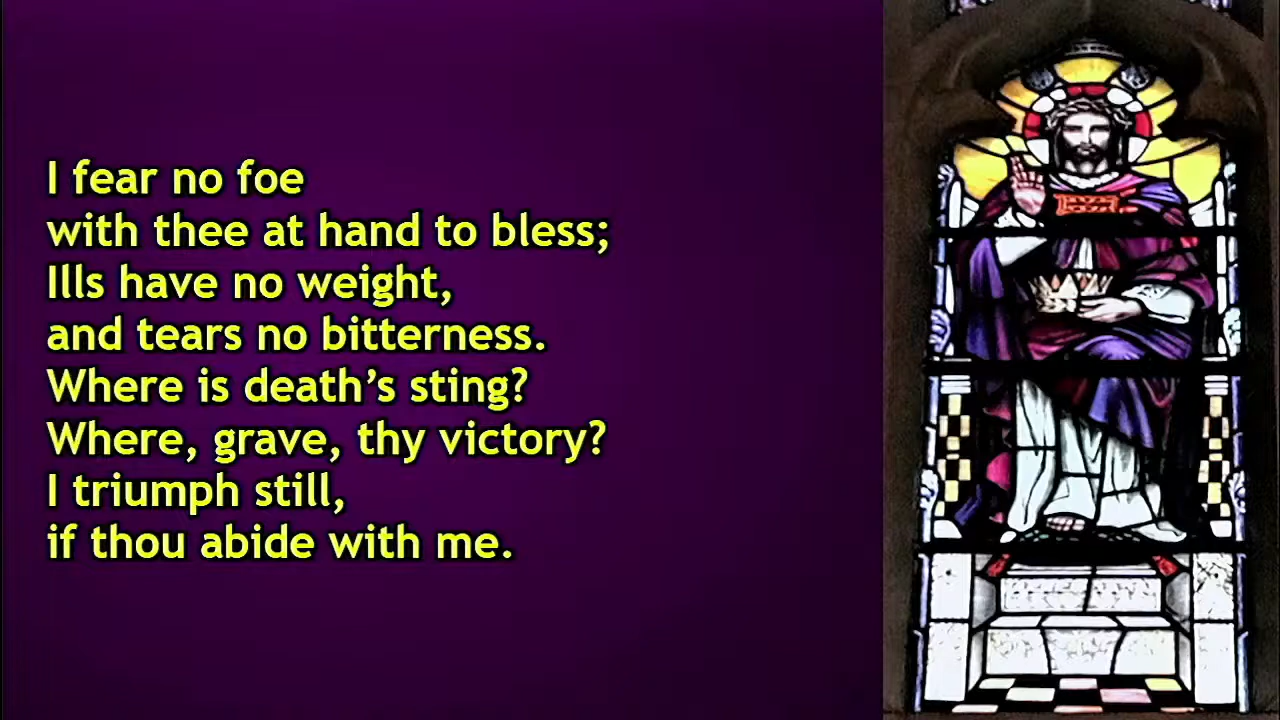 I fear no foe
with thee at hand to bless;
Ills have no weight,
and tears no bitterness.
Where is death’s sting?
Where, grave, thy victory?
I triumph still,
if thou abide with me.